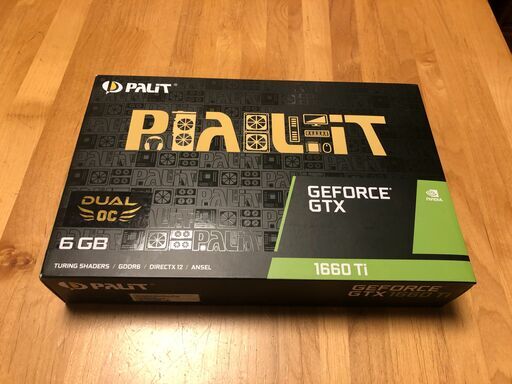 PALiT
PALiT
DUAL
OC
6 GB
TURING SHADERS / GDDR6 / DIRECTX 12 / ANSEL
GEFORCE
GTX
NVIDIA
1660 Ti
PALiT
GEFORCE
GTX 1660 Ti